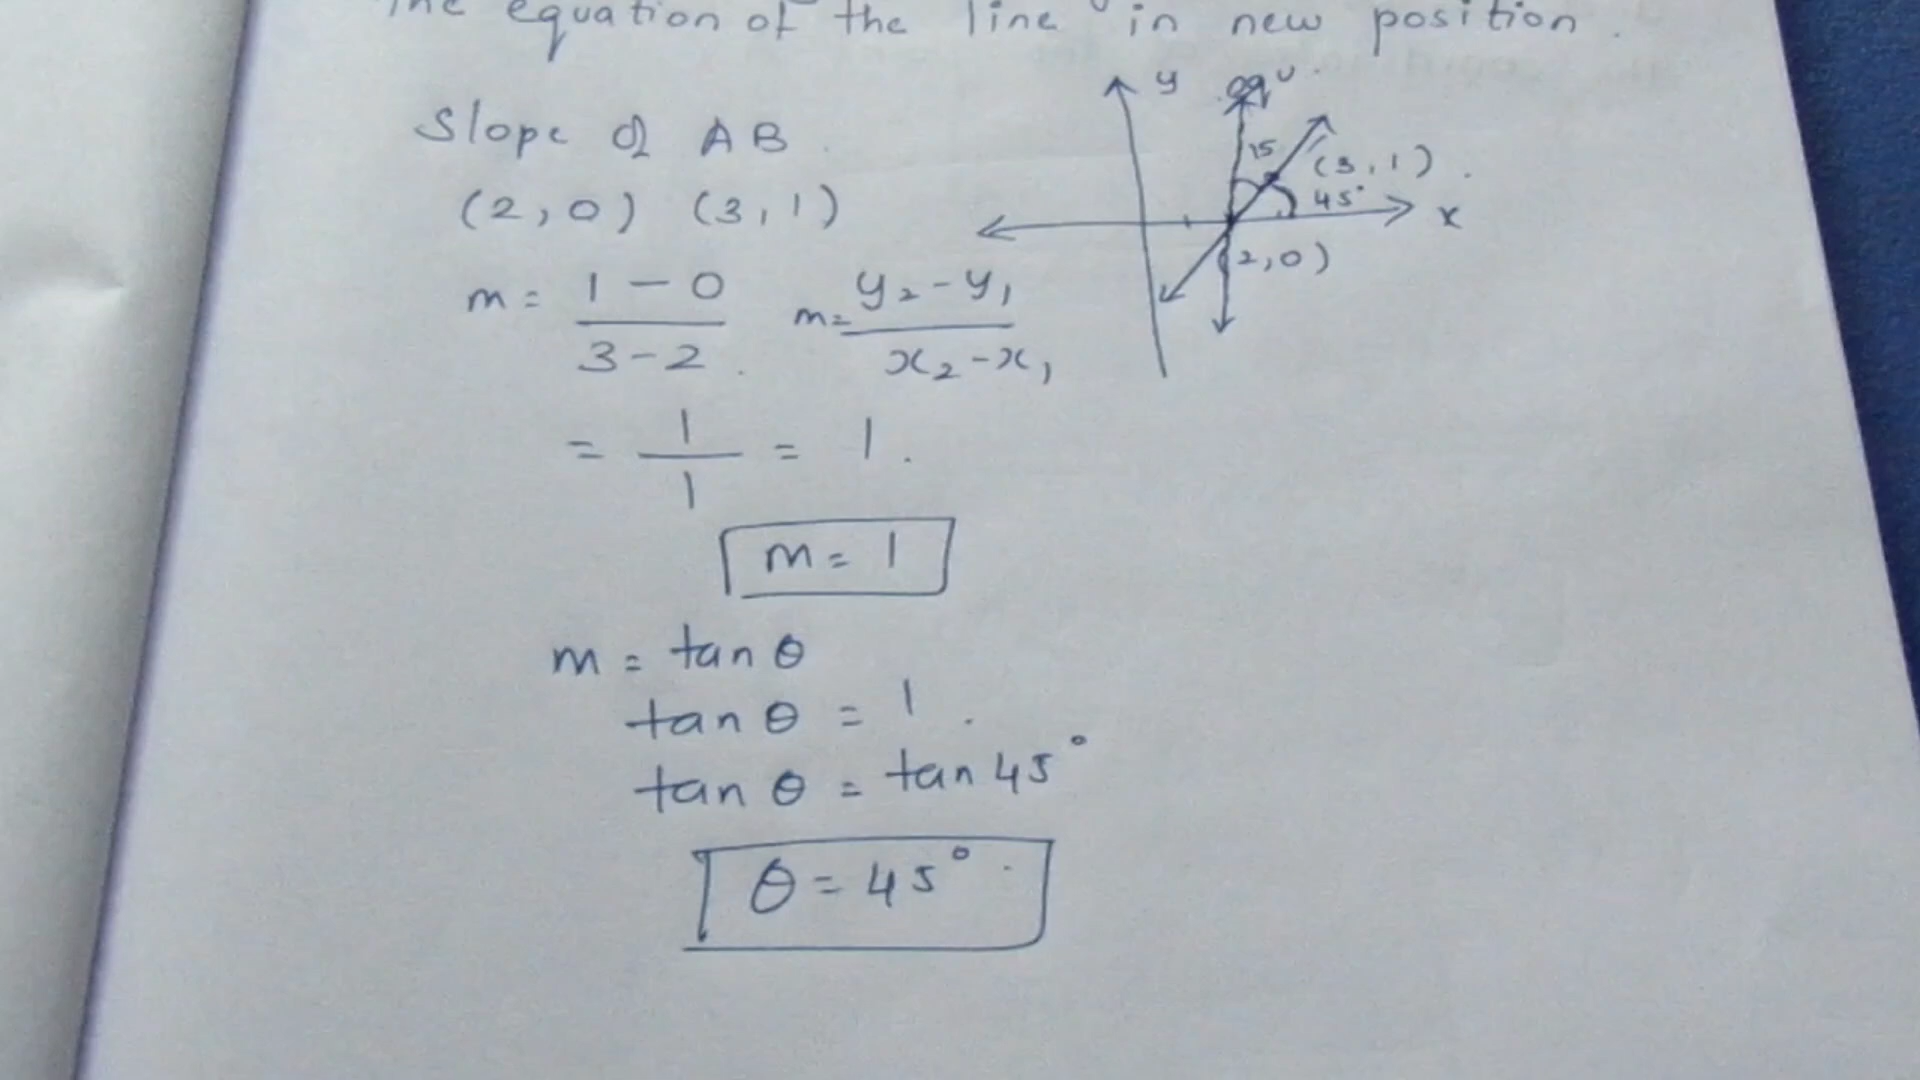 The equation of the line in new position.
Slope of AB
(2,0) (3,1)
m = 1 - 0 / 3 - 2
m = y₂ - y₁ / x₂ - x₁
= 1 / 1 = 1.
m = 1
m = tan θ
tan θ = 1.
tan θ = tan 45°
θ = 45°
y
15
(3,1)
45°
x
(2,0)